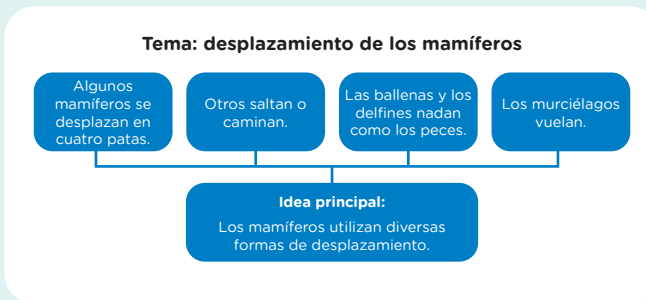 Tema: desplazamiento de los mamíferos
Algunos
mamíferos se
desplazan en
cuatro patas.
Otros saltan o
caminan.
Las ballenas y los
delfines nadan
como los peces.
Los murciélagos
vuelan.
Idea principal:
Los mamíferos utilizan diversas
formas de desplazamiento.